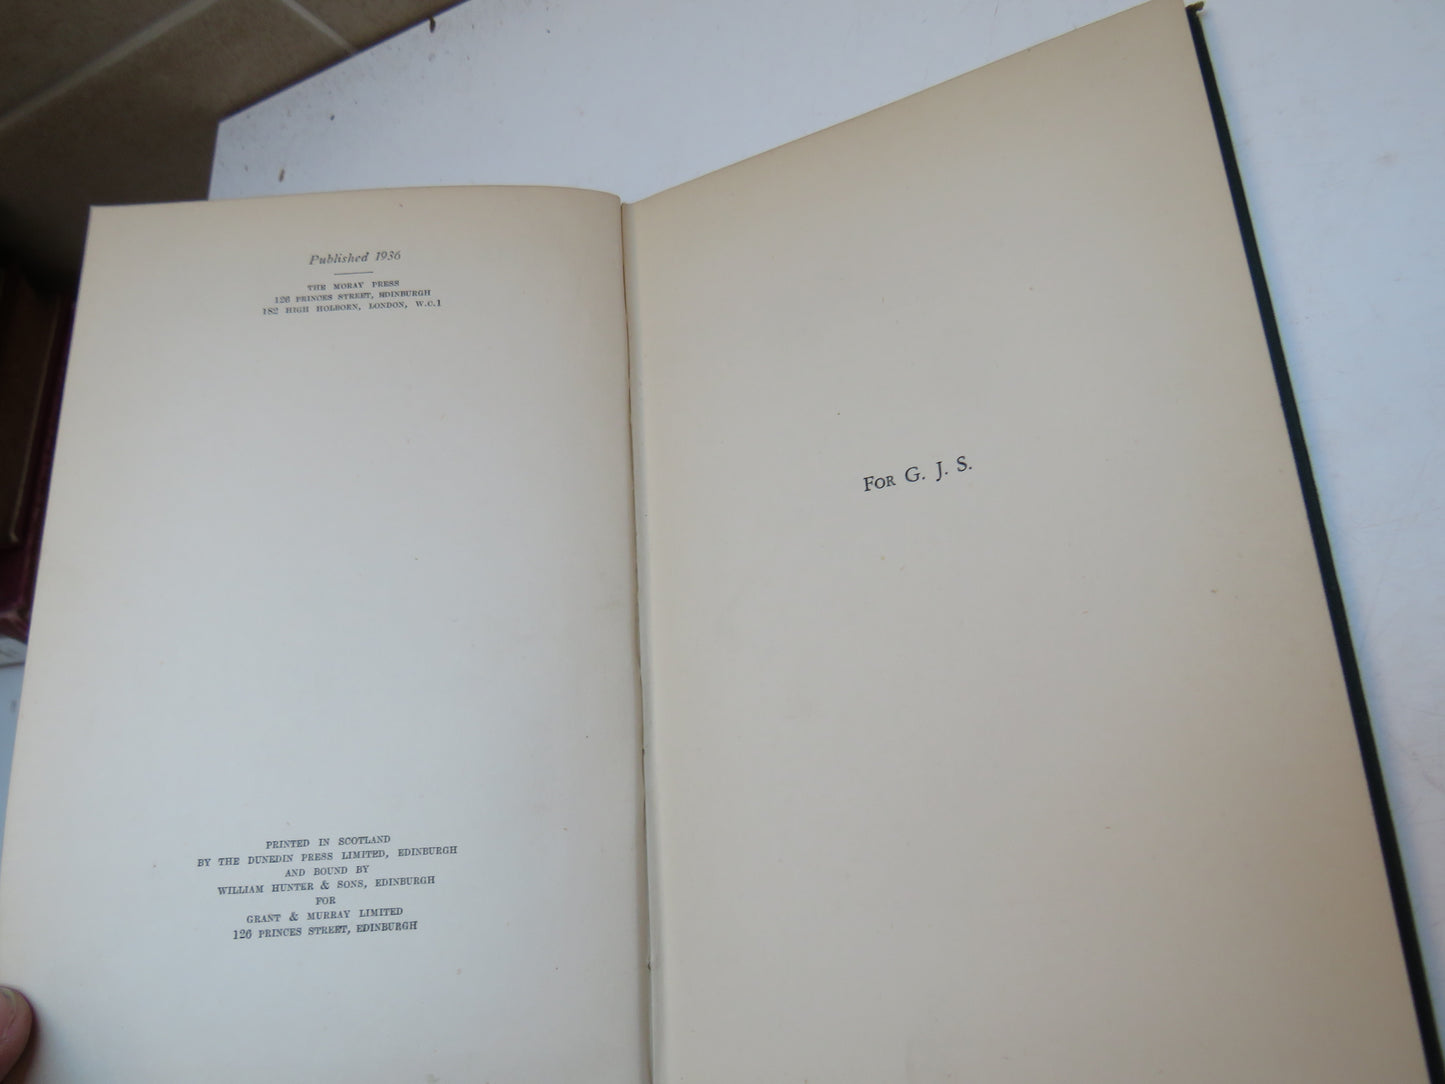 Published 1936
THE MORAY PRESS
126 PRINCES STREET, EDINBURGH
182 HIGH HOLBORN, LONDON, W.C.1
PRINTED IN SCOTLAND
BY THE DUNEDIN PRESS LIMITED, EDINBURGH
AND BOUND BY
WILLIAM HUNTER & SONS, EDINBURGH
FOR
GRANT & MURRAY LIMITED
126 PRINCES STREET, EDINBURGH
FOR G. J. S.